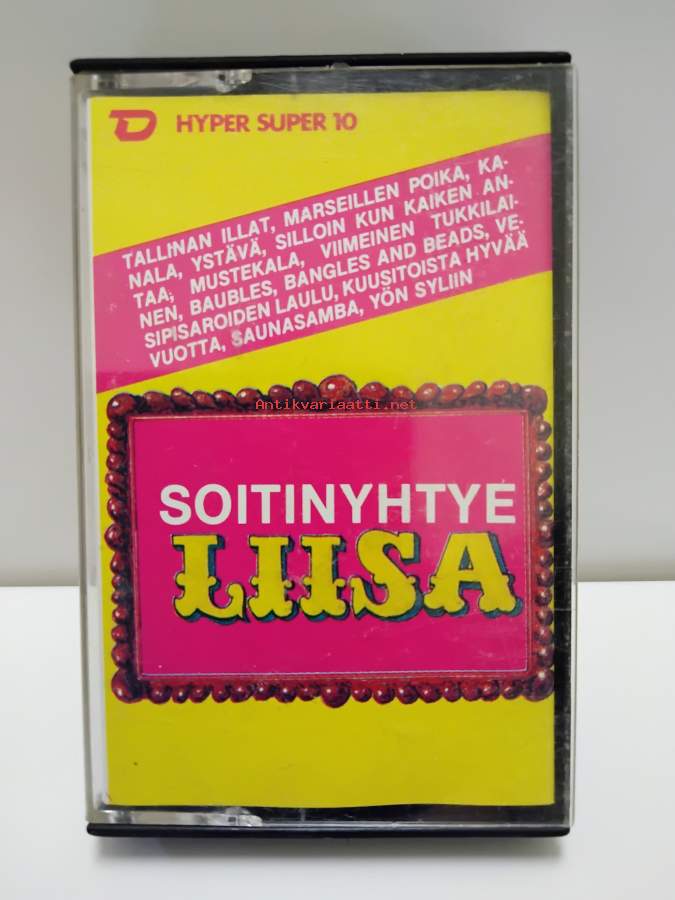 D HYPER SUPER 10
TALLINAN ILLAT, MARSEILLEN POIKA, KA-
NALA, YSTÄVÄ, SILLOIN KUN KAIKEN AN-
TAA, MUSTEKALA, VIIMEINEN TUKKILAI-
NEN, BAUBLES, BANGLES AND BEADS, VE-
SIPISAROIDEN LAULU, KUUSITOISTA HYVÄÄ
VUOTTA, SAUNASAMBA, YÖN SYLIIN
Antikvariaatti.net
SOITINYHTYE
LIISA